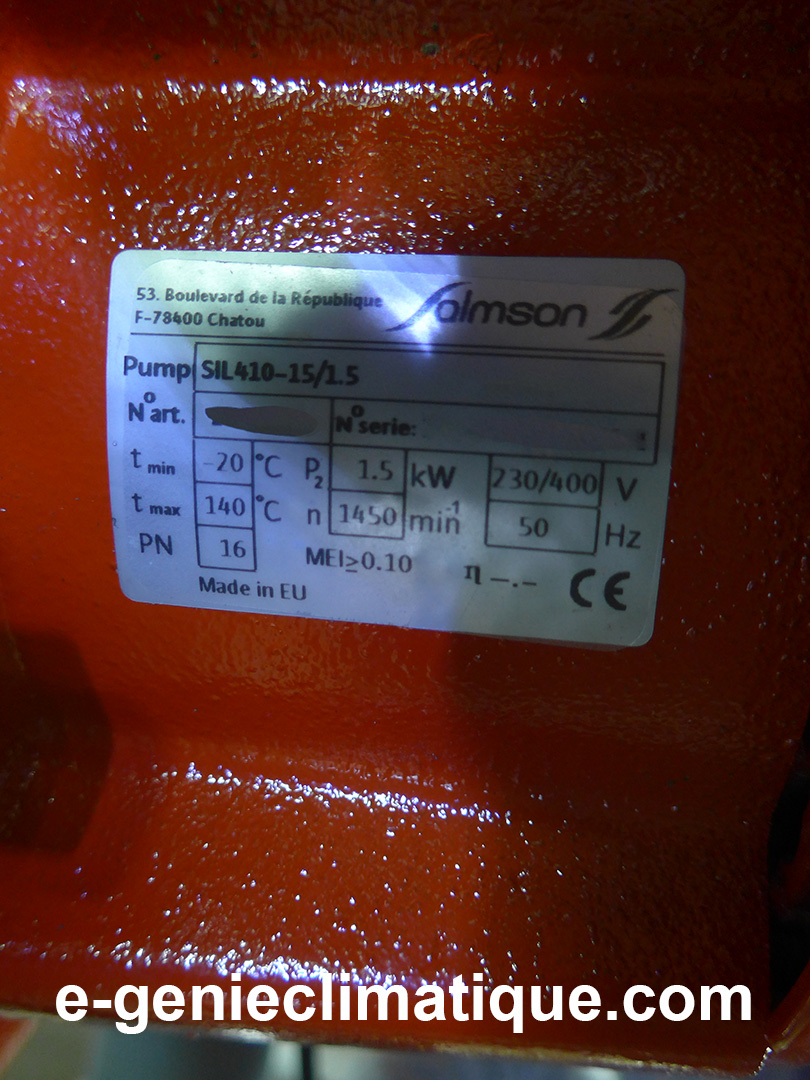 53. Boulevard de la République
F-78400 Chatou
Salmson
Pump SIL410-15/1.5
N° art. N° serie:
t min -20 °C P2 1.5 kW 230/400 V
t max 140 °C n 1450 min-1 50 Hz
PN 16 MEI≥0.10 η -.- CE
Made in EU
e-genieclimatique.com